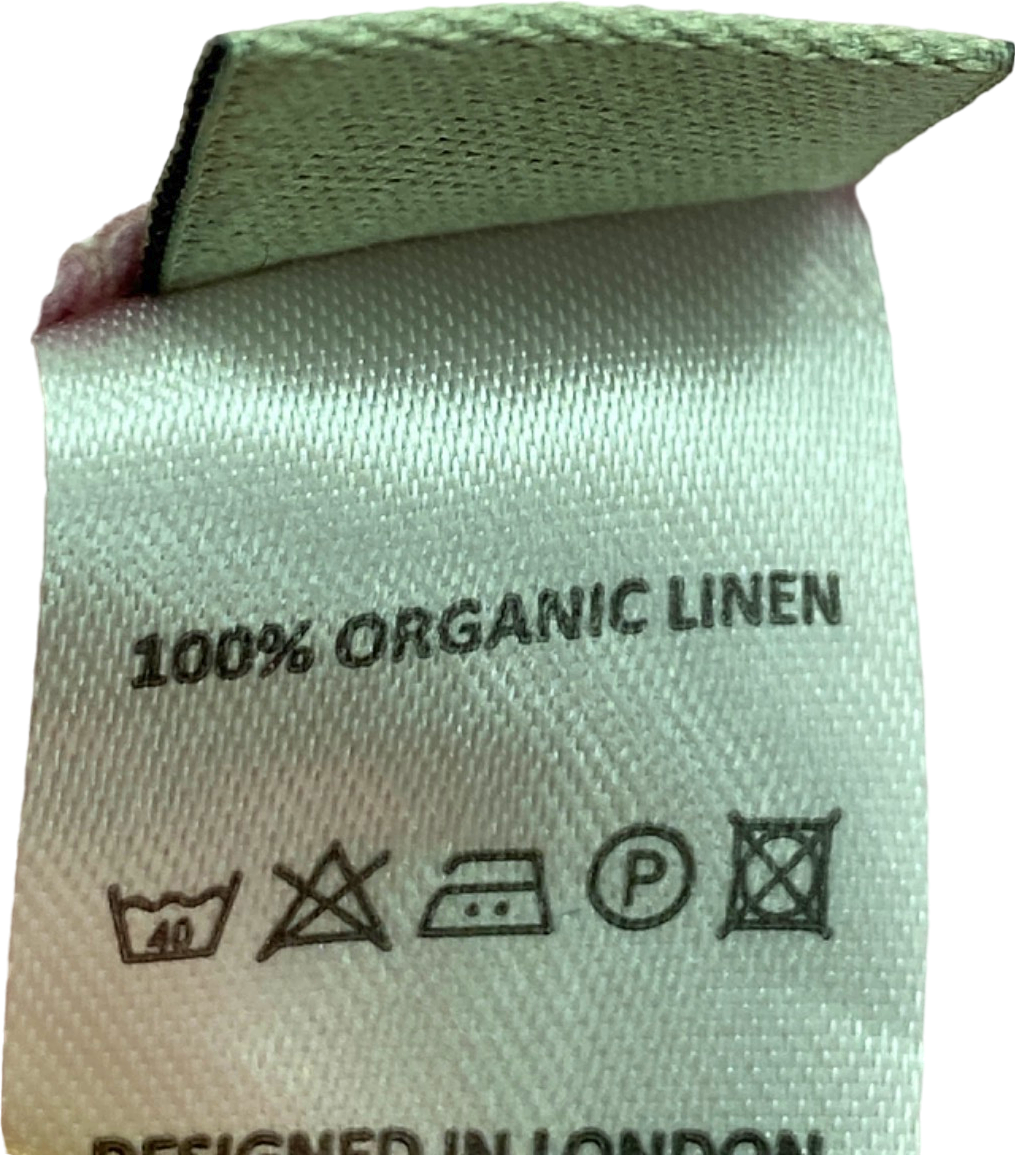 100% ORGANIC LINEN
40 P
DESIGNED IN LONDON